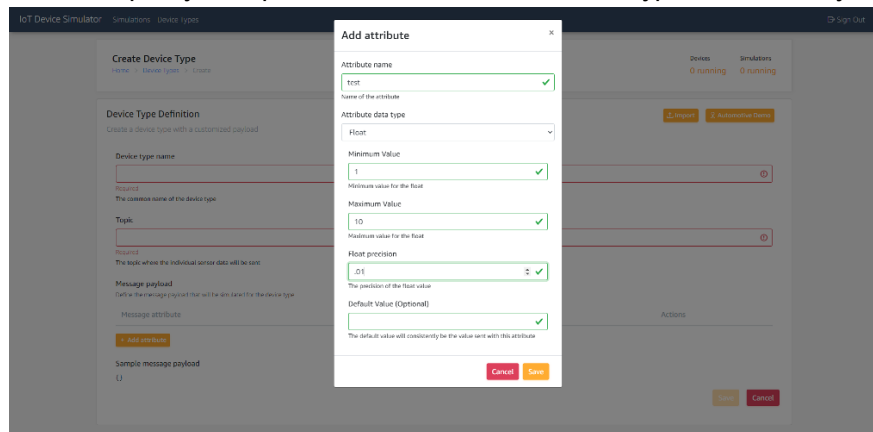 IoT Device Simulator Simulations Device Types Sign Out
Create Device Type
Home > Device Types > Create
Devices Simulations
0 running 0 running
Device Type Definition
Create a device type with a customized payload
Import Automotive Demo
Device type name
Required
The common name of the device type
Topic
Required
The topic where the individual sensor data will be sent
Message payload
Define the message payload that will be simulated for the device type
Message attribute Actions
+ Add attribute
Sample message payload
{}
Save Cancel
Add attribute ×
Attribute name
test
Name of the attribute
Attribute data type
Float
Minimum Value
1
Minimum value for the float
Maximum Value
10
Maximum value for the float
Float precision
.01
The precision of the float value
Default Value (Optional)
The default value will consistently be the value sent with this attribute
Cancel Save